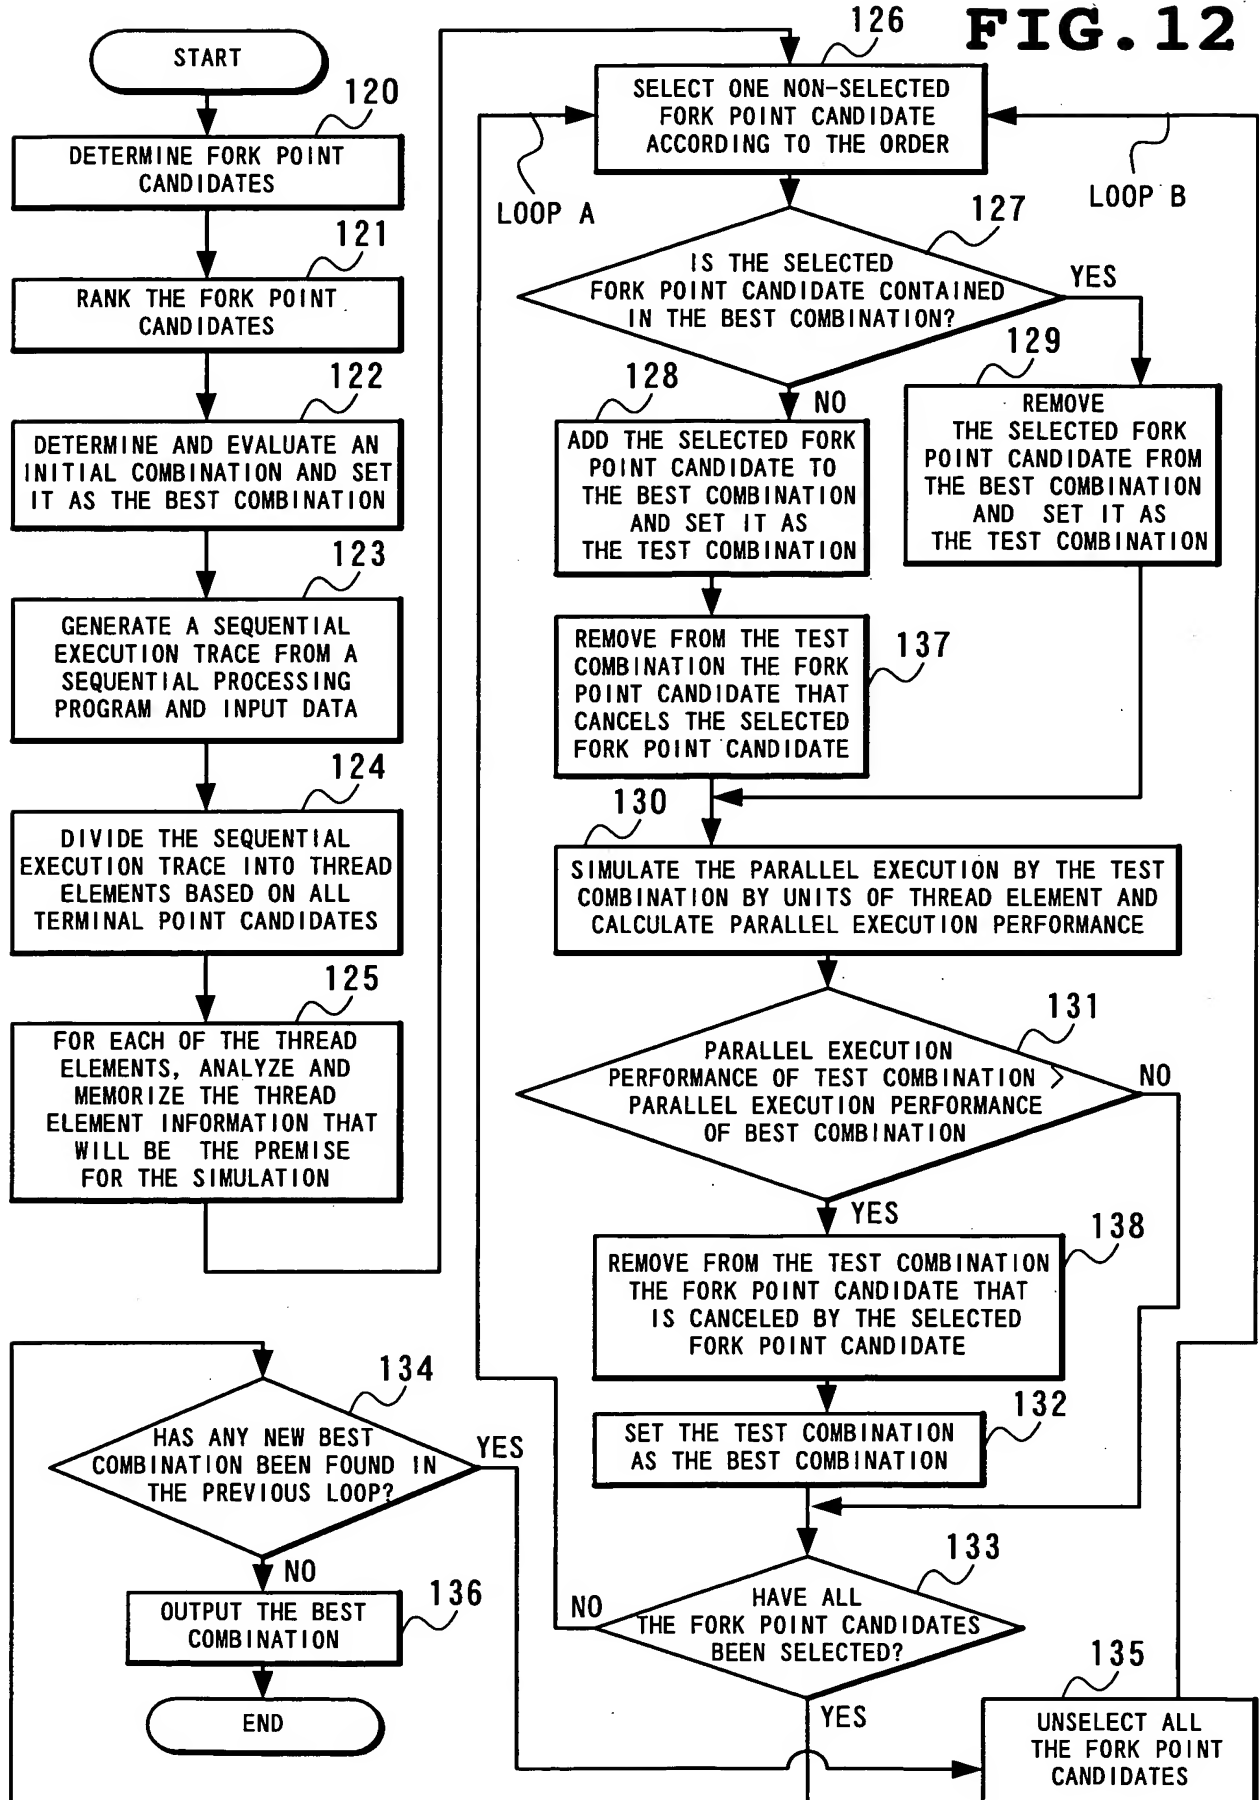 FIG.12
START
120
DETERMINE FORK POINT
CANDIDATES
121
RANK THE FORK POINT
CANDIDATES
122
DETERMINE AND EVALUATE AN
INITIAL COMBINATION AND SET
IT AS THE BEST COMBINATION
123
GENERATE A SEQUENTIAL
EXECUTION TRACE FROM A
SEQUENTIAL PROCESSING
PROGRAM AND INPUT DATA
124
DIVIDE THE SEQUENTIAL
EXECUTION TRACE INTO THREAD
ELEMENTS BASED ON ALL
TERMINAL POINT CANDIDATES
125
FOR EACH OF THE THREAD
ELEMENTS, ANALYZE AND
MEMORIZE THE THREAD
ELEMENT INFORMATION THAT
WILL BE THE PREMISE
FOR THE SIMULATION
126
SELECT ONE NON-SELECTED
FORK POINT CANDIDATE
ACCORDING TO THE ORDER
LOOP A
LOOP B
127
IS THE SELECTED
FORK POINT CANDIDATE CONTAINED
IN THE BEST COMBINATION?
YES
NO
128
ADD THE SELECTED FORK
POINT CANDIDATE TO
THE BEST COMBINATION
AND SET IT AS
THE TEST COMBINATION
129
REMOVE
THE SELECTED FORK
POINT CANDIDATE FROM
THE BEST COMBINATION
AND SET IT AS
THE TEST COMBINATION
137
REMOVE FROM THE TEST
COMBINATION THE FORK
POINT CANDIDATE THAT
CANCELS THE SELECTED
FORK POINT CANDIDATE
130
SIMULATE THE PARALLEL EXECUTION BY THE TEST
COMBINATION BY UNITS OF THREAD ELEMENT AND
CALCULATE PARALLEL EXECUTION PERFORMANCE
131
PARALLEL EXECUTION
PERFORMANCE OF TEST COMBINATION >
PARALLEL EXECUTION PERFORMANCE
OF BEST COMBINATION
NO
YES
138
REMOVE FROM THE TEST COMBINATION
THE FORK POINT CANDIDATE THAT
IS CANCELED BY THE SELECTED
FORK POINT CANDIDATE
132
SET THE TEST COMBINATION
AS THE BEST COMBINATION
133
HAVE ALL
THE FORK POINT CANDIDATES
BEEN SELECTED?
NO
YES
134
HAS ANY NEW BEST
COMBINATION BEEN FOUND IN
THE PREVIOUS LOOP?
YES
NO
135
UNSELECT ALL
THE FORK POINT
CANDIDATES
136
OUTPUT THE BEST
COMBINATION
END